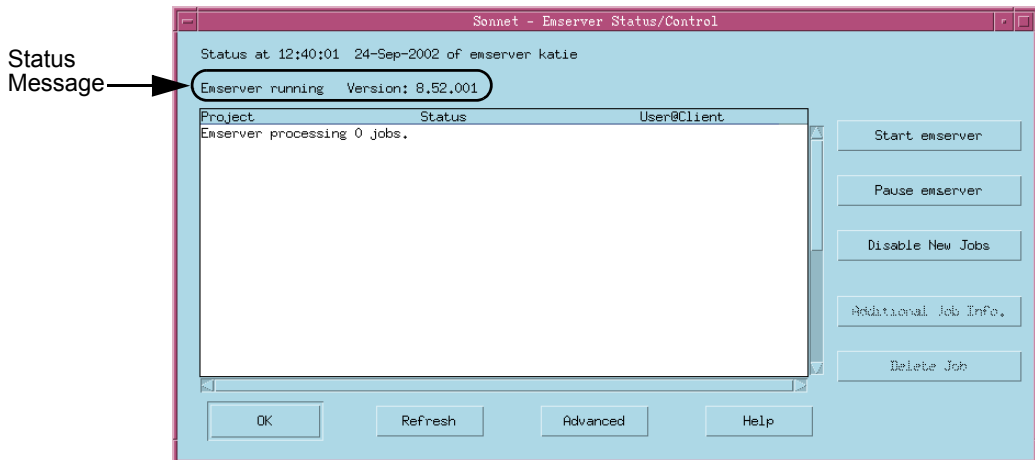 Sonnet - Emserver Status/Control
Status at 12:40:01 24-Sep-2002 of emserver katie
Status
Message
Emserver running Version: 8.52.001
Project Status User@Client
Emserver processing 0 jobs.
Start emserver
Pause emserver
Disable New Jobs
Additional Job Info.
Delete Job
OK Refresh Advanced Help